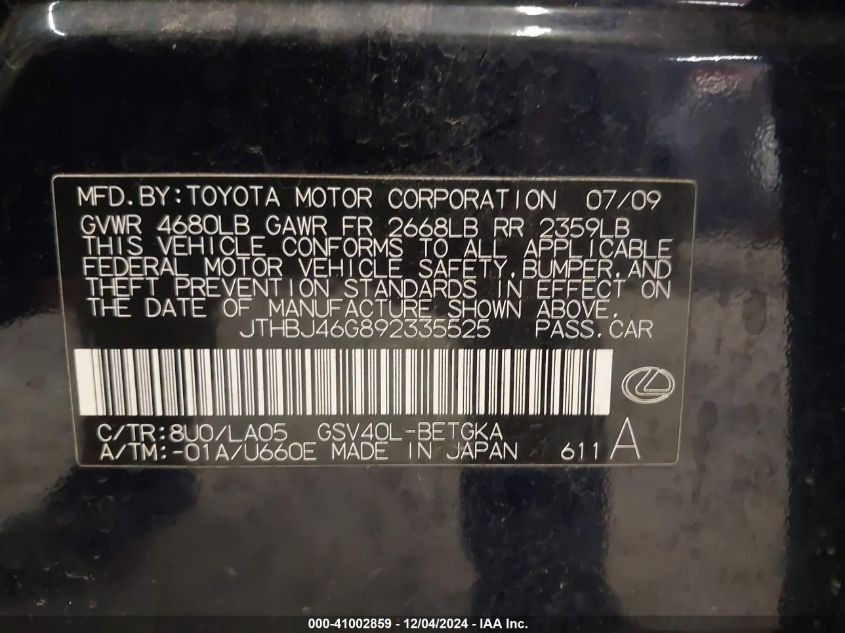 MFD.BY:TOYOTA MOTOR CORPORATION 07/09
GVWR 4680LB GAWR FR 2668LB RR 2359LB
THIS VEHICLE CONFORMS TO ALL APPLICABLE
FEDERAL MOTOR VEHICLE SAFETY,BUMPER,AND
THEFT PREVENTION STANDARDS IN EFFECT ON
THE DATE OF MANUFACTURE SHOWN ABOVE.
JTHBJ46G892335525 PASS.CAR
C/TR:8U0/LA05 GSV40L-BETGKA
A/TM:-01A/U660E MADE IN JAPAN 611 A
000-41002859 - 12/04/2024 - IAA Inc.